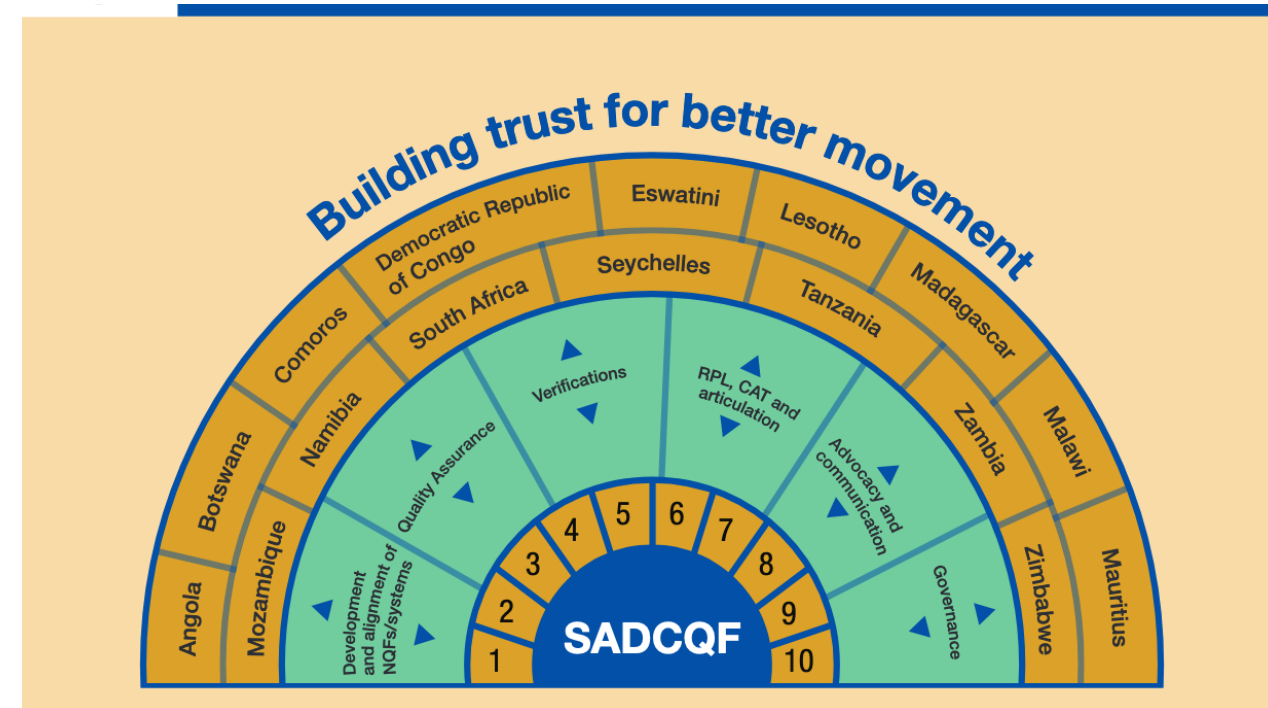 Building trust for better movement
Angola
Botswana
Comoros
Democratic Republic
of Congo
Eswatini
Lesotho
Madagascar
Malawi
Mauritius
Mozambique
Namibia
South Africa
Seychelles
Tanzania
Zambia
Zimbabwe
Development
and alignment of
NQFs/systems
Quality Assurance
Verifications
RPL, CAT and
articulation
Advocacy and
communication
Governance
1
2
3
4
5
6
7
8
9
10
SADCQF